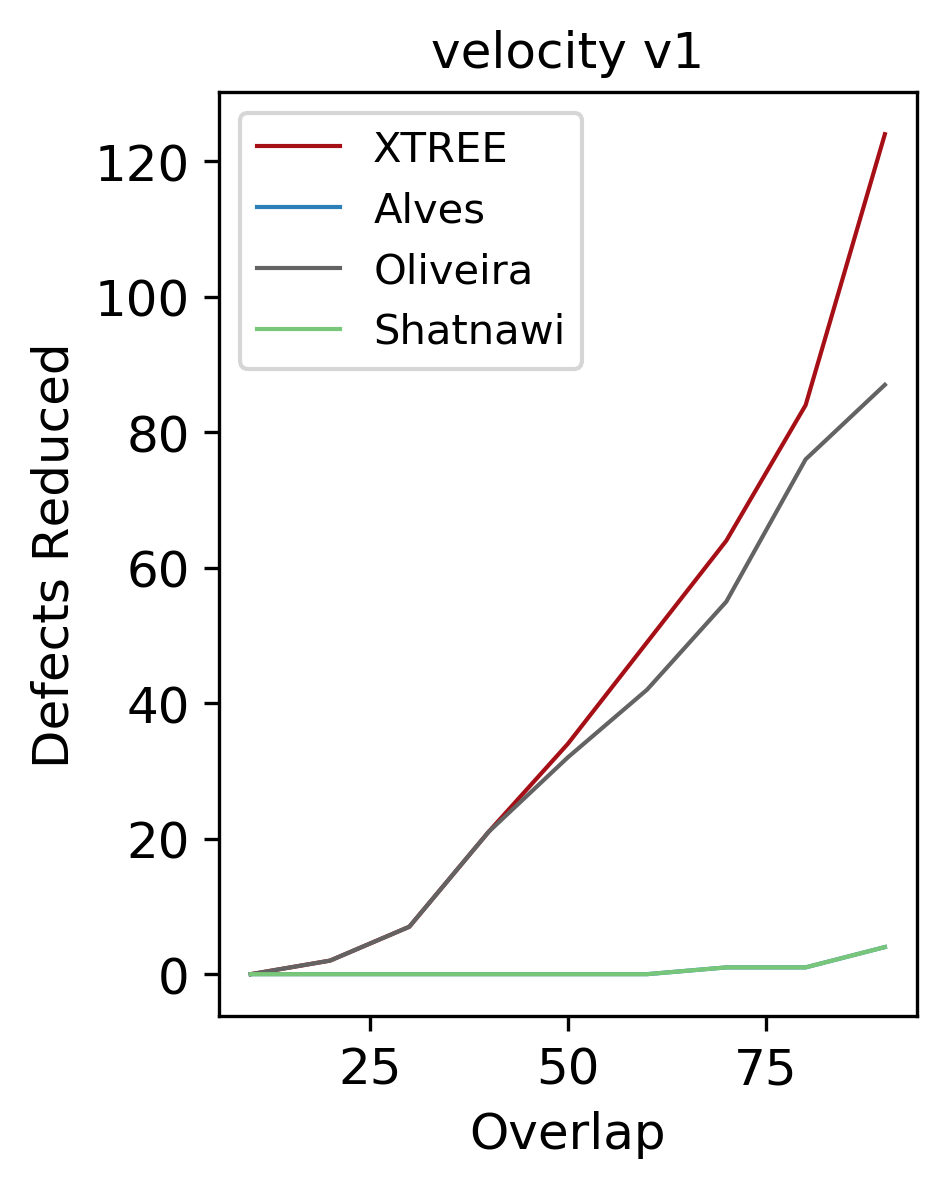 velocity v1
XTREE
Alves
Oliveira
Shatnawi
Defects Reduced
120
100
80
60
40
20
0
25 50 75
Overlap